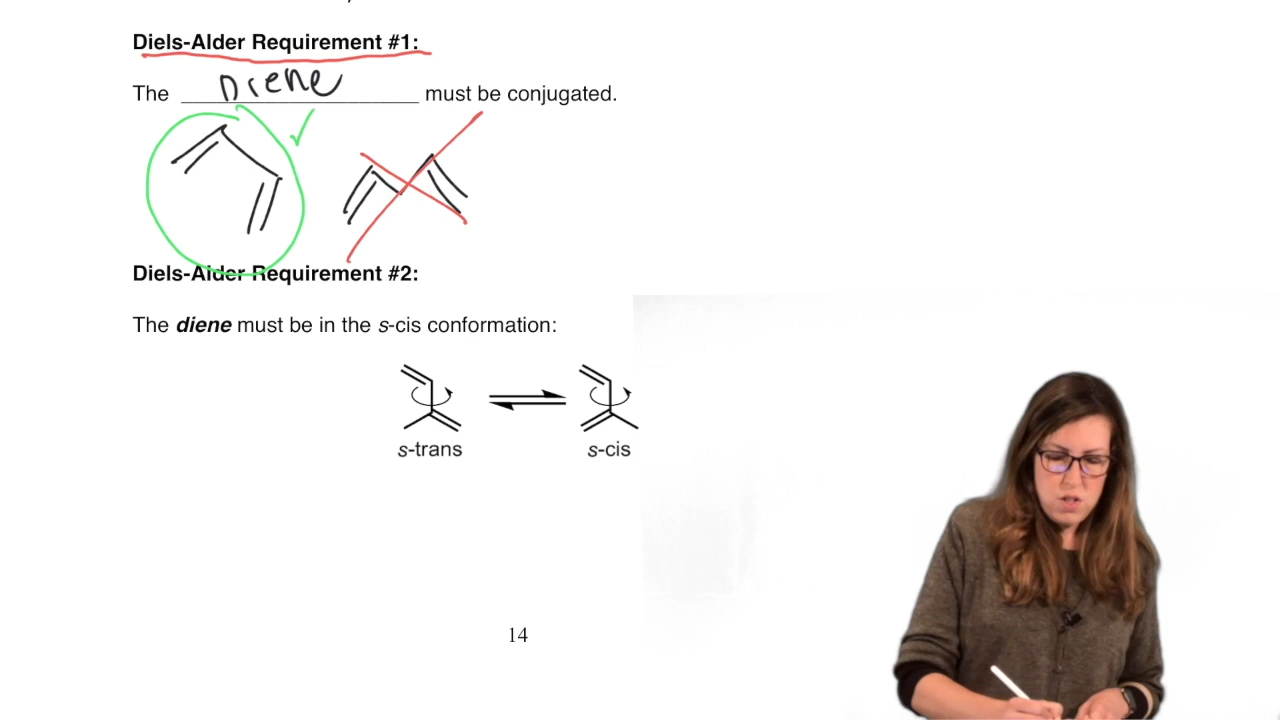 Diels-Alder Requirement #1:
The Diene must be conjugated.
Diels-Alder Requirement #2:
The diene must be in the s-cis conformation:
s-trans s-cis
14